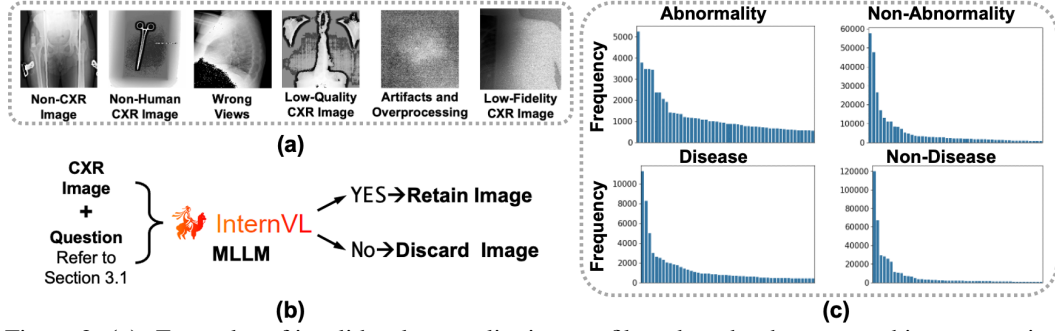 Non-CXR
Image
Non-Human
CXR Image
Wrong
Views
Low-Quality
CXR Image
Artifacts and
Overprocessing
Low-Fidelity
CXR Image
(a)
CXR
Image
+
Question
Refer to
Section 3.1
InternVL
MLLM
YES→Retain Image
No→Discard Image
(b)
Abnormality
Frequency
5000
4000
3000
2000
1000
0
Non-Abnormality
60000
50000
40000
30000
20000
10000
0
Disease
Frequency
10000
8000
6000
4000
2000
0
Non-Disease
120000
100000
80000
60000
40000
20000
0
(c)